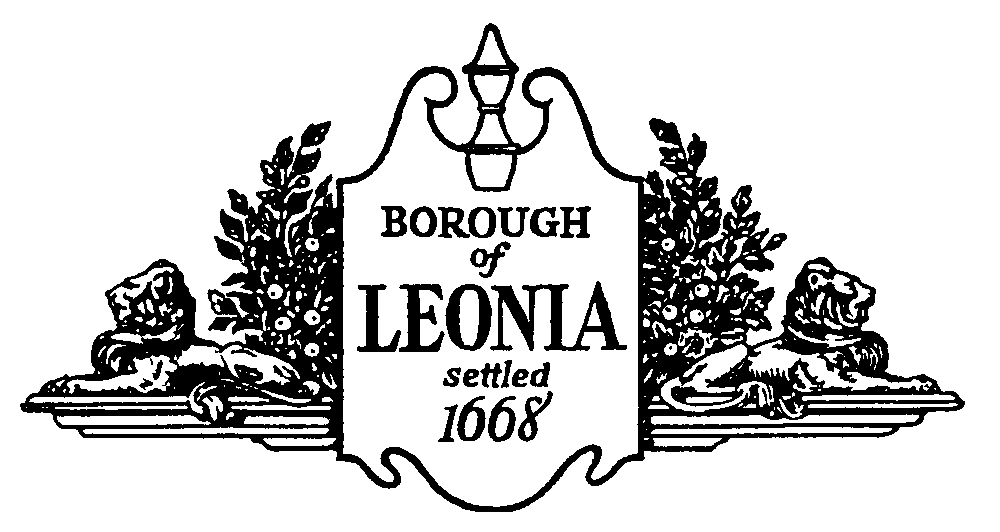 BOROUGH
of
LEONIA
settled
1668